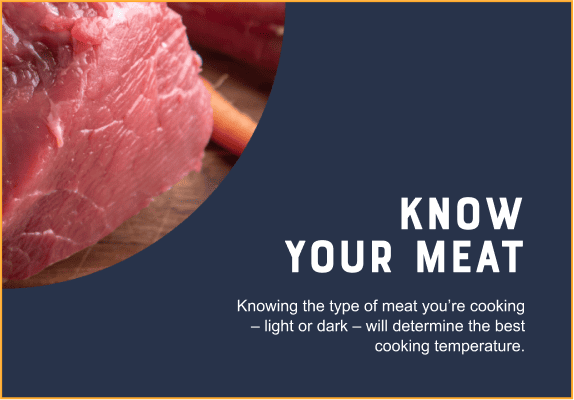 KNOW
YOUR MEAT
Knowing the type of meat you’re cooking
– light or dark – will determine the best
cooking temperature.